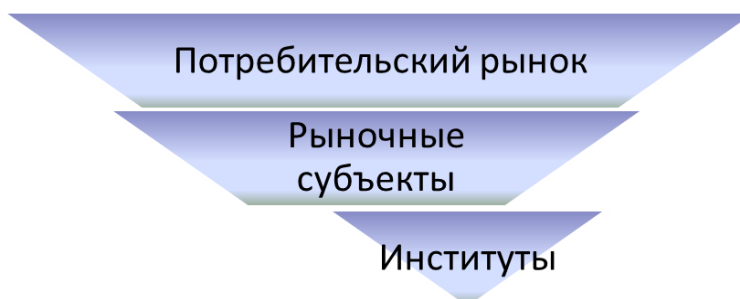 Потребительский рынок
Рыночные
субъекты
Институты